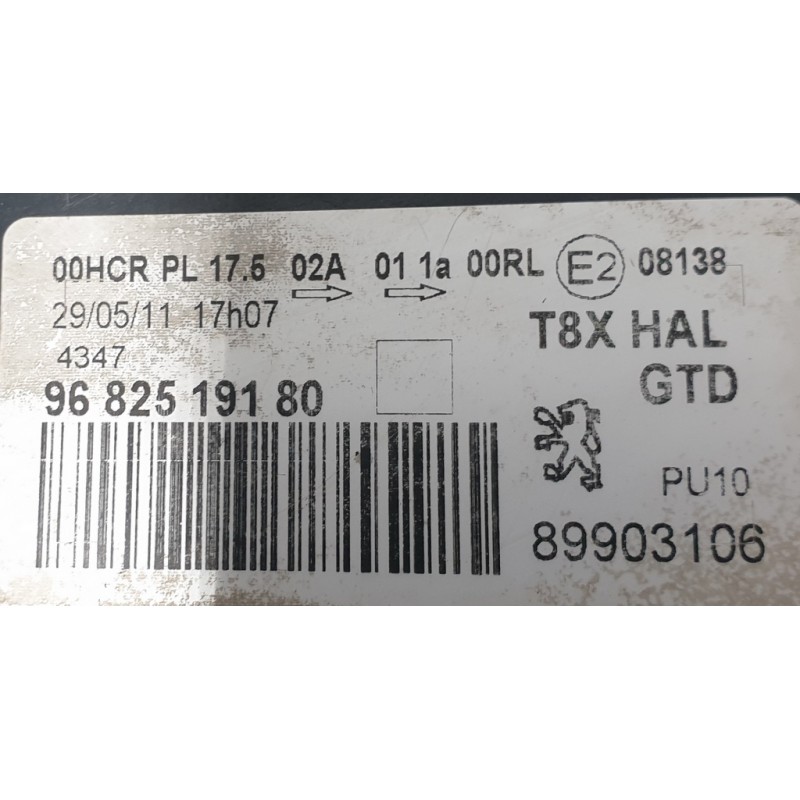 00HCR PL 17.5 02A 01 1a 00RL E2 08138
29/05/11 17h07
T8X HAL
4347
GTD
96 825 191 80
PU10
89903106